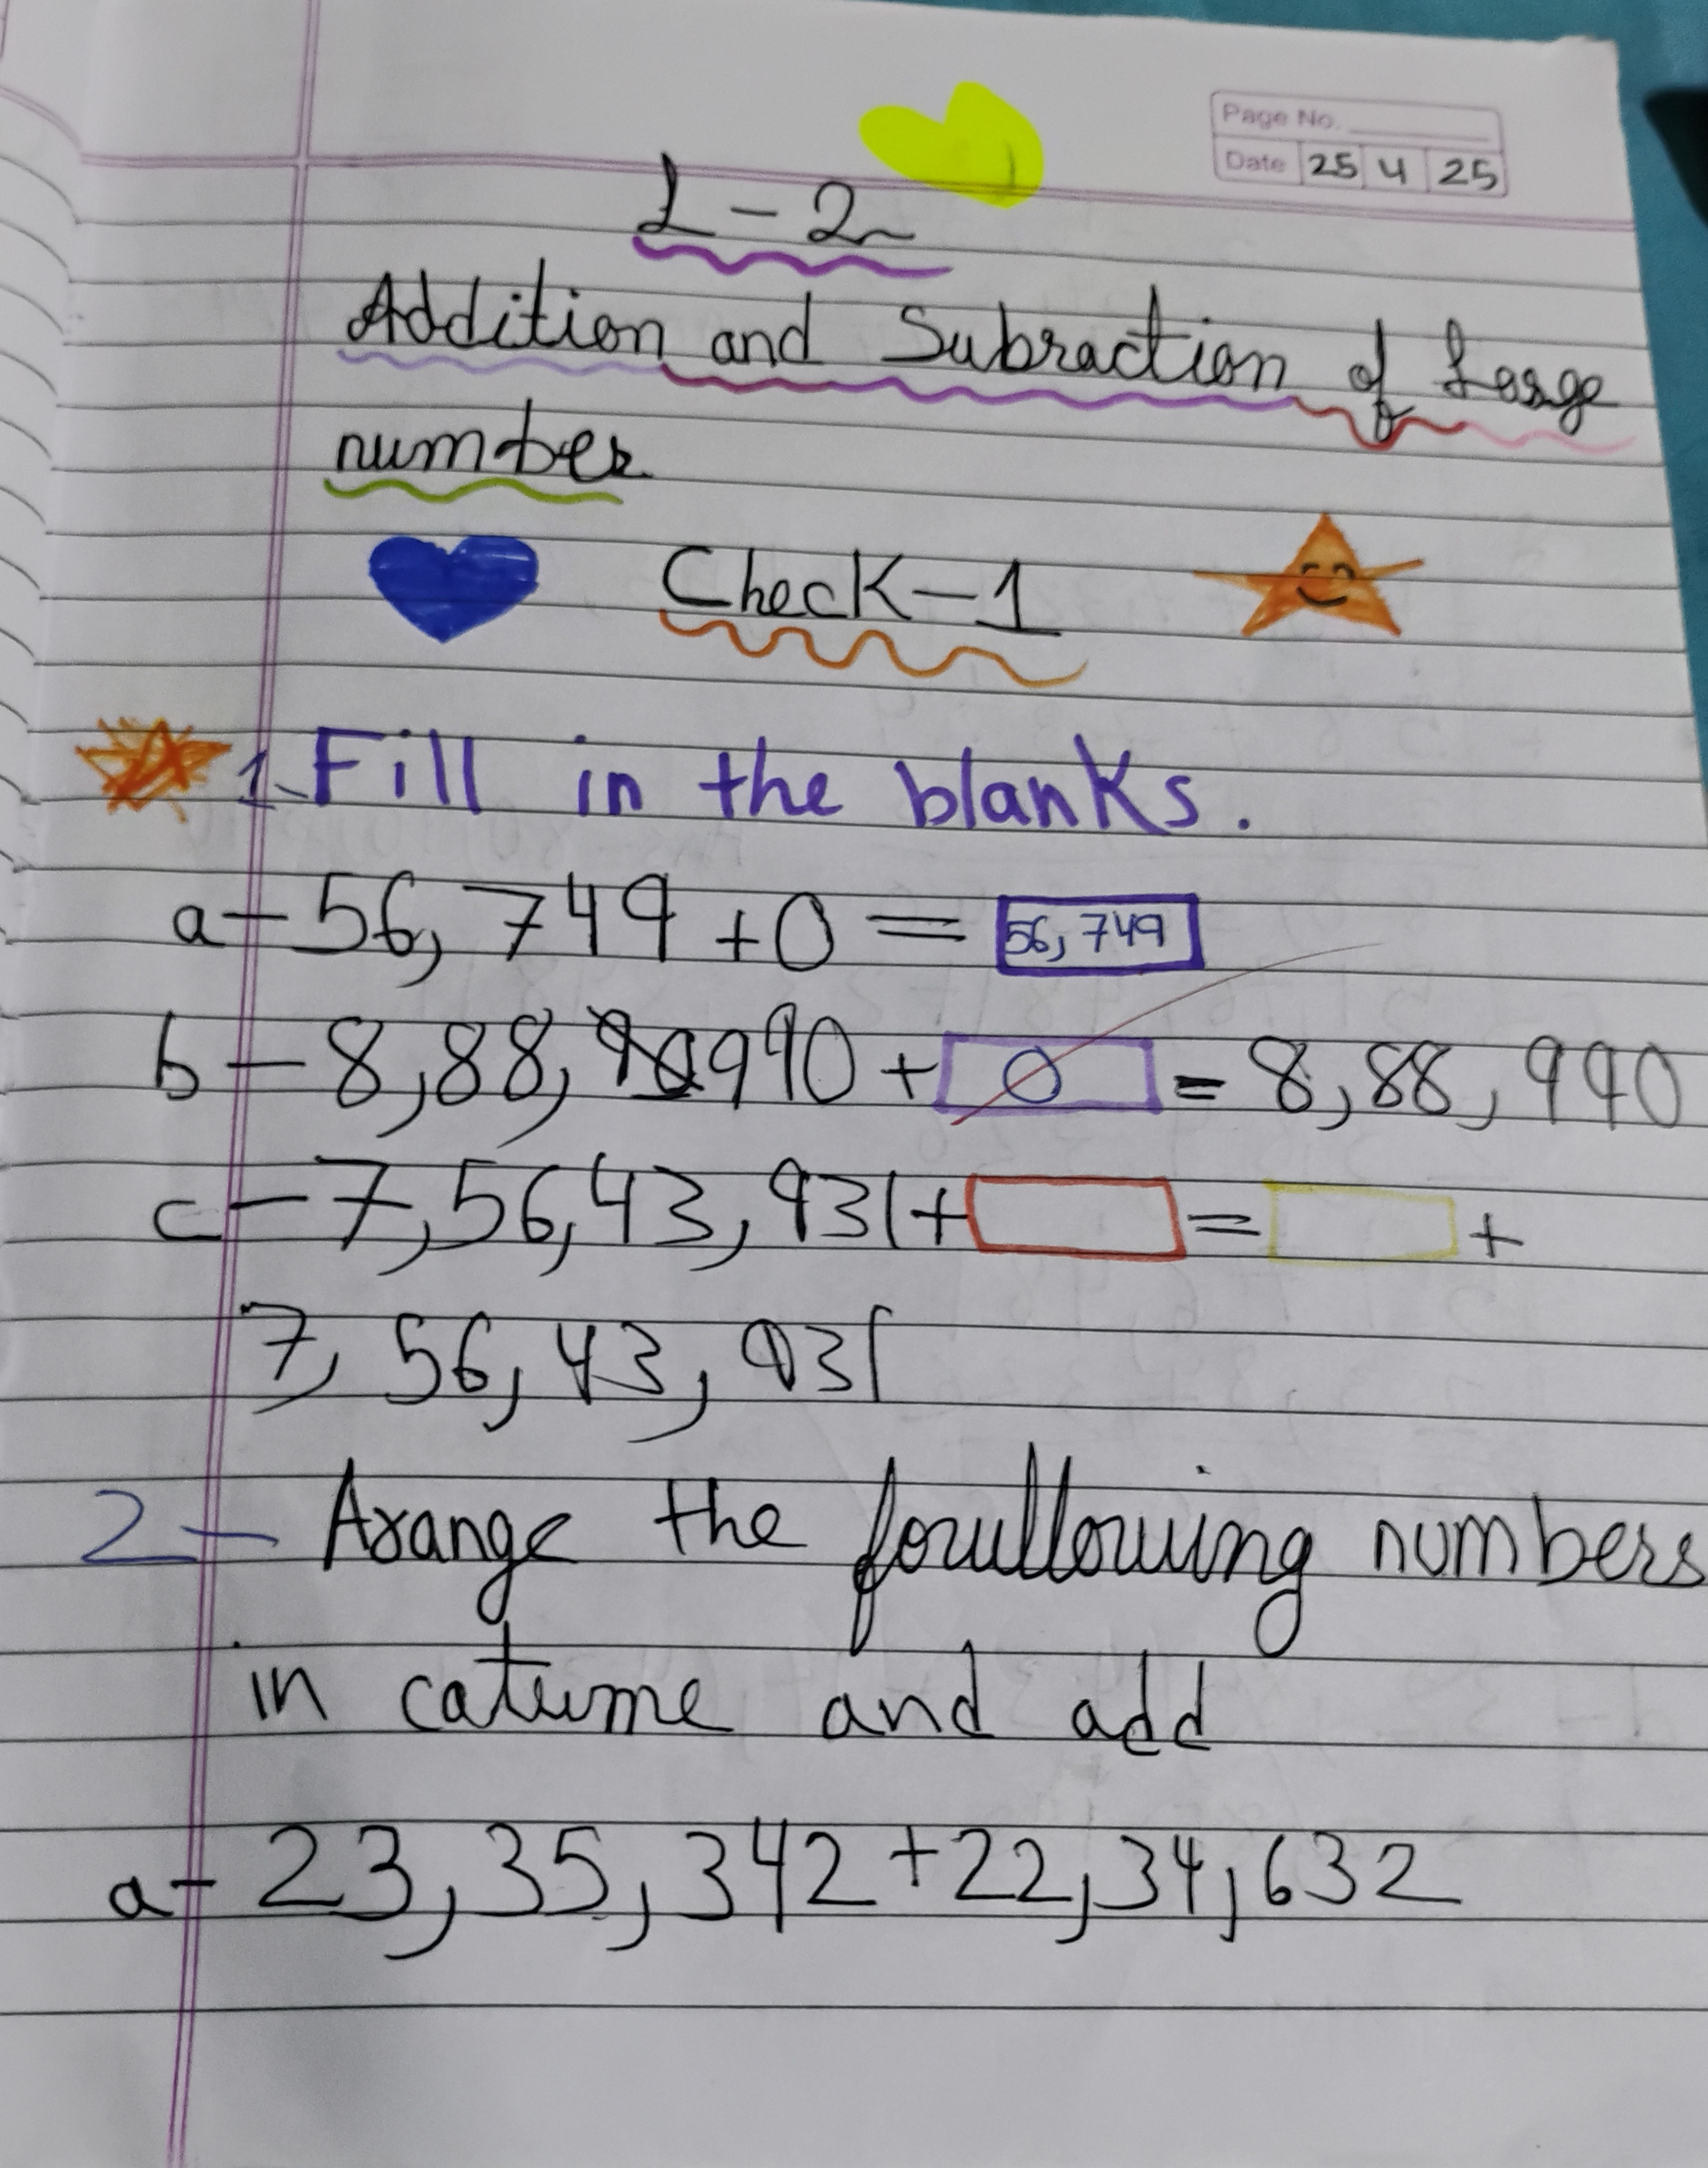 Page No.
Date 25 4 25
L-2
Addition and Subraction of Large
number
Check-1
1. Fill in the blanks.
a- 56,749 +0 = 56,749
b- 8,88, 990 + 0 = 8,88,990
c- 7,56,43,931+ = +
7,56,43,931
2- Arange the foullowing numbers
in catume and add
a- 23,35,342+22,34,632